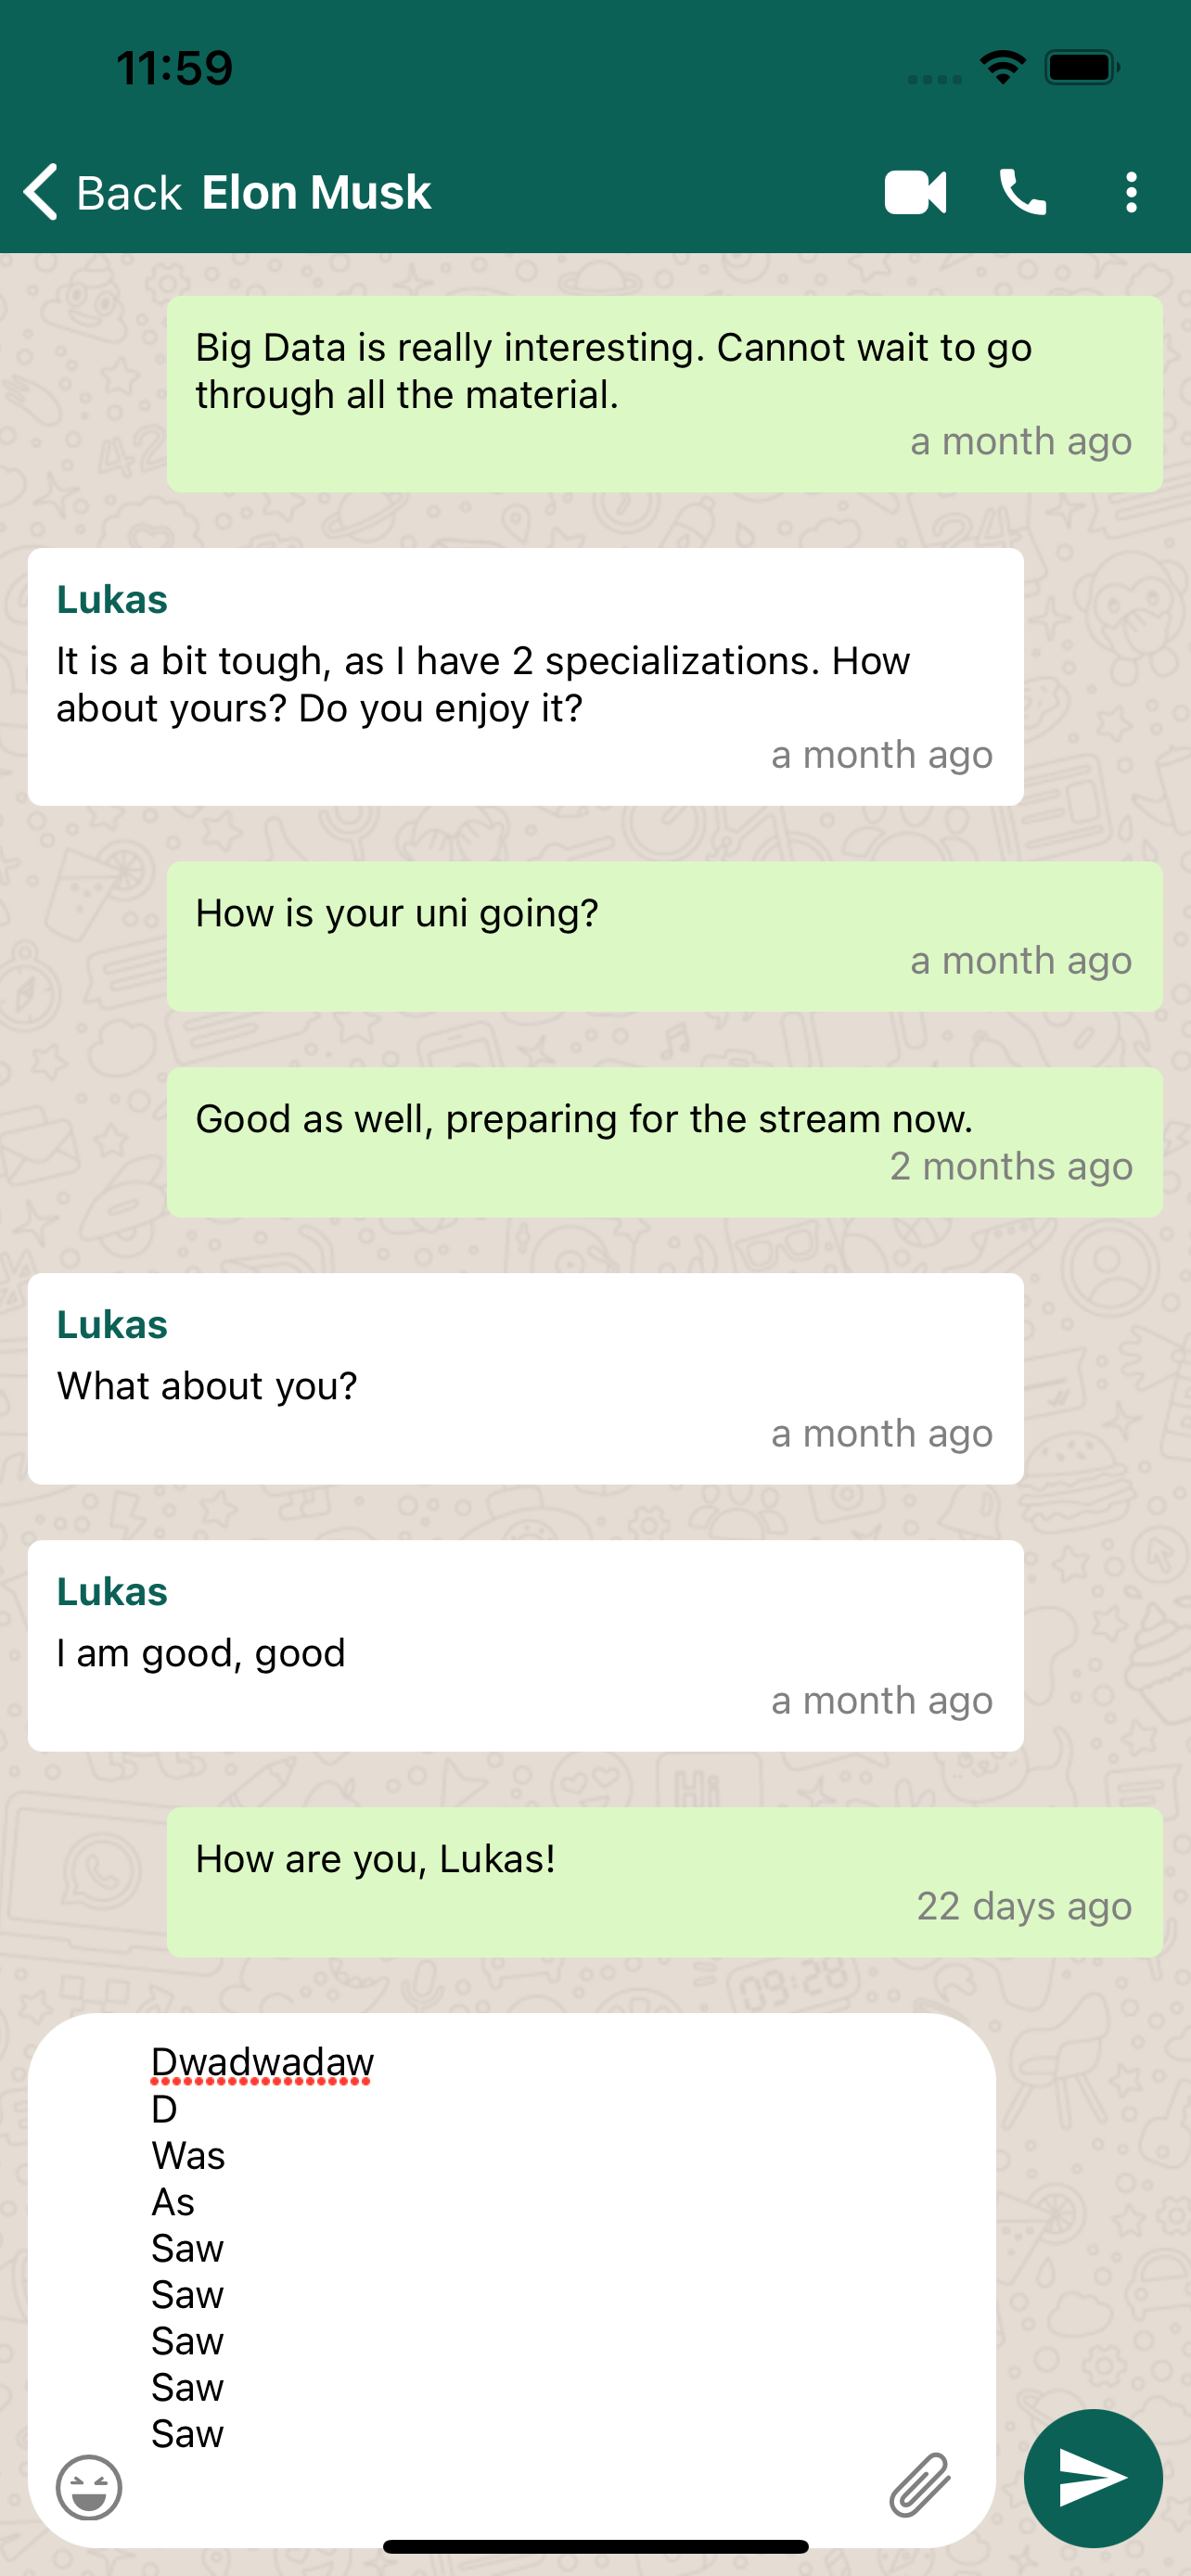 11:59
Back Elon Musk
Big Data is really interesting. Cannot wait to go
through all the material.
a month ago
Lukas
It is a bit tough, as I have 2 specializations. How
about yours? Do you enjoy it?
a month ago
How is your uni going?
a month ago
Good as well, preparing for the stream now.
2 months ago
Lukas
What about you?
a month ago
Lukas
I am good, good
a month ago
Hi
How are you, Lukas!
22 days ago
09:28
Dwadwadaw
D
Was
As
Saw
Saw
Saw
Saw
Saw